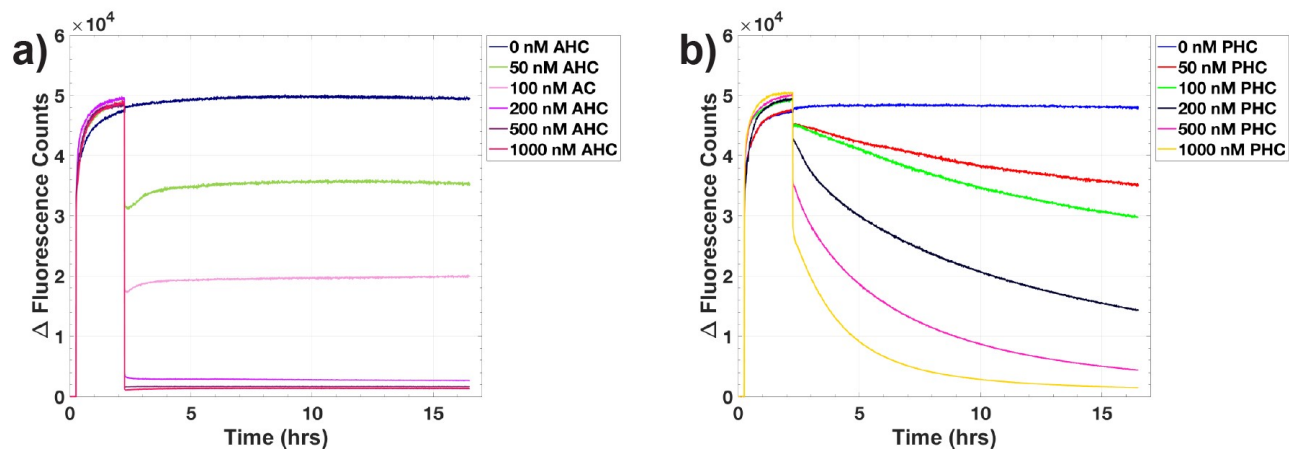 a)
×10⁴
6
5
4
3
2
1
0
Δ Fluorescence Counts
0 5 10 15
Time (hrs)
0 nM AHC
50 nM AHC
100 nM AC
200 nM AHC
500 nM AHC
1000 nM AHC
b)
×10⁴
6
5
4
3
2
1
0
Δ Fluorescence Counts
0 5 10 15
Time (hrs)
0 nM PHC
50 nM PHC
100 nM PHC
200 nM PHC
500 nM PHC
1000 nM PHC